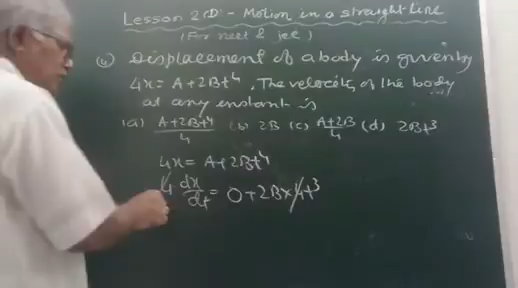 Lesson 2(D) - Motion in a straight line
(For neet & jee)
(4) Displacement of a body is given by
4x = A+2Bt⁴. The velocity of the body
at any instant is
(a) (A+2Bt⁴)/4 (b) 2B (c) (A+2B)/4 (d) 2Bt³
4x = A+2Bt⁴
4 dx/dt = 0+2B×4t³